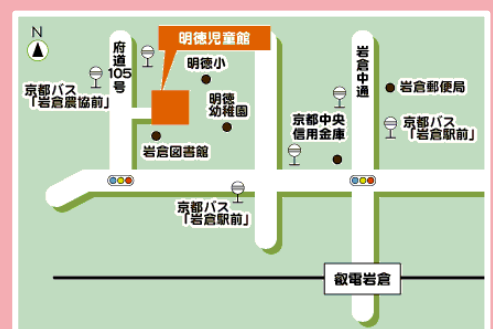 N
府道
105
号
明徳児童館
明徳小
明徳
幼稚園
京都バス
「岩倉農協前」
岩倉図書館
岩倉中通
岩倉郵便局
京都中央
信用金庫
京都バス
「岩倉駅前」
京都バス
「岩倉駅前」
叡電岩倉